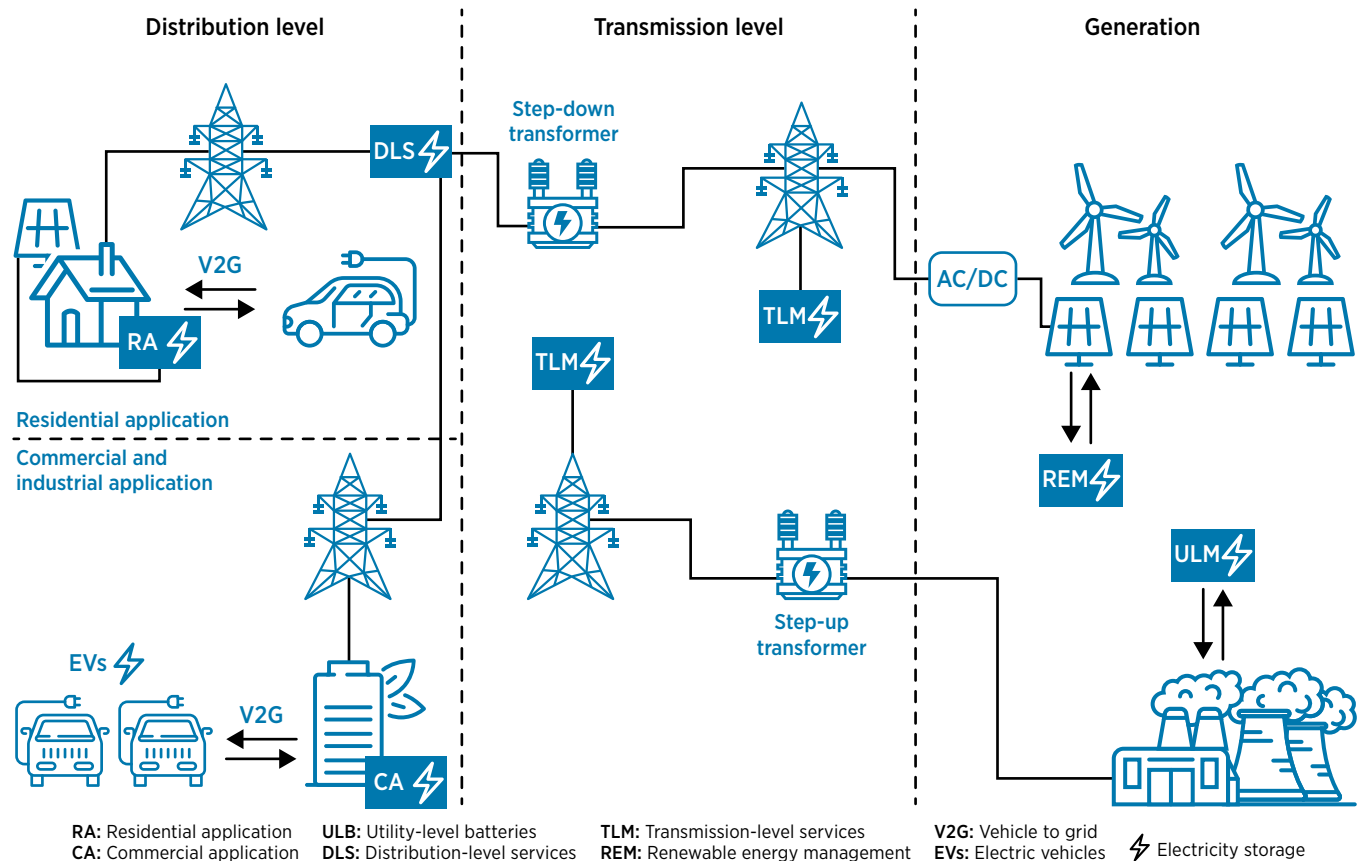 Distribution level
Transmission level
Generation
Step-down
transformer
DLS
V2G
RA
TLM
AC/DC
TLM
Residential application
Commercial and
industrial application
REM
ULM
Step-up
transformer
EVs
V2G
CA
RA: Residential application
ULB: Utility-level batteries
TLM: Transmission-level services
V2G: Vehicle to grid
CA: Commercial application
DLS: Distribution-level services
REM: Renewable energy management
EVs: Electric vehicles
Electricity storage